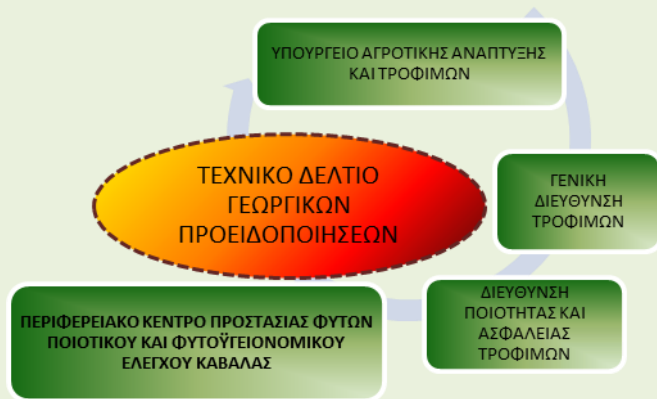 ΥΠΟΥΡΓΕΙΟ ΑΓΡΟΤΙΚΗΣ ΑΝΑΠΤΥΞΗΣ
ΚΑΙ ΤΡΟΦΙΜΩΝ
ΤΕΧΝΙΚΟ ΔΕΛΤΙΟ
ΓΕΩΡΓΙΚΩΝ
ΠΡΟΕΙΔΟΠΟΙΗΣΕΩΝ
ΓΕΝΙΚΗ
ΔΙΕΥΘΥΝΣΗ
ΤΡΟΦΙΜΩΝ
ΔΙΕΥΘΥΝΣΗ
ΠΟΙΟΤΗΤΑΣ ΚΑΙ
ΑΣΦΑΛΕΙΑΣ
ΤΡΟΦΙΜΩΝ
ΠΕΡΙΦΕΡΕΙΑΚΟ ΚΕΝΤΡΟ ΠΡΟΣΤΑΣΙΑΣ ΦΥΤΩΝ
ΠΟΙΟΤΙΚΟΥ ΚΑΙ ΦΥΤΟΫΓΕΙΟΝΟΜΙΚΟΥ
ΕΛΕΓΧΟΥ ΚΑΒΑΛΑΣ